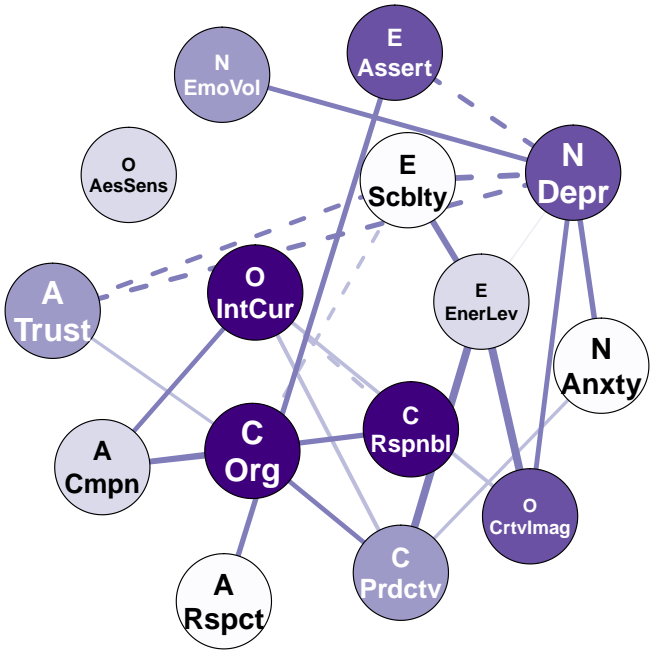 E
Assert
N
EmoVol
O
AesSens
E
Scblty
N
Depr
A
Trust
O
IntCur
E
EnerLev
N
Anxty
A
Cmpn
C
Org
C
Rspnbl
O
CrtvImag
A
Rspct
C
Prdctv